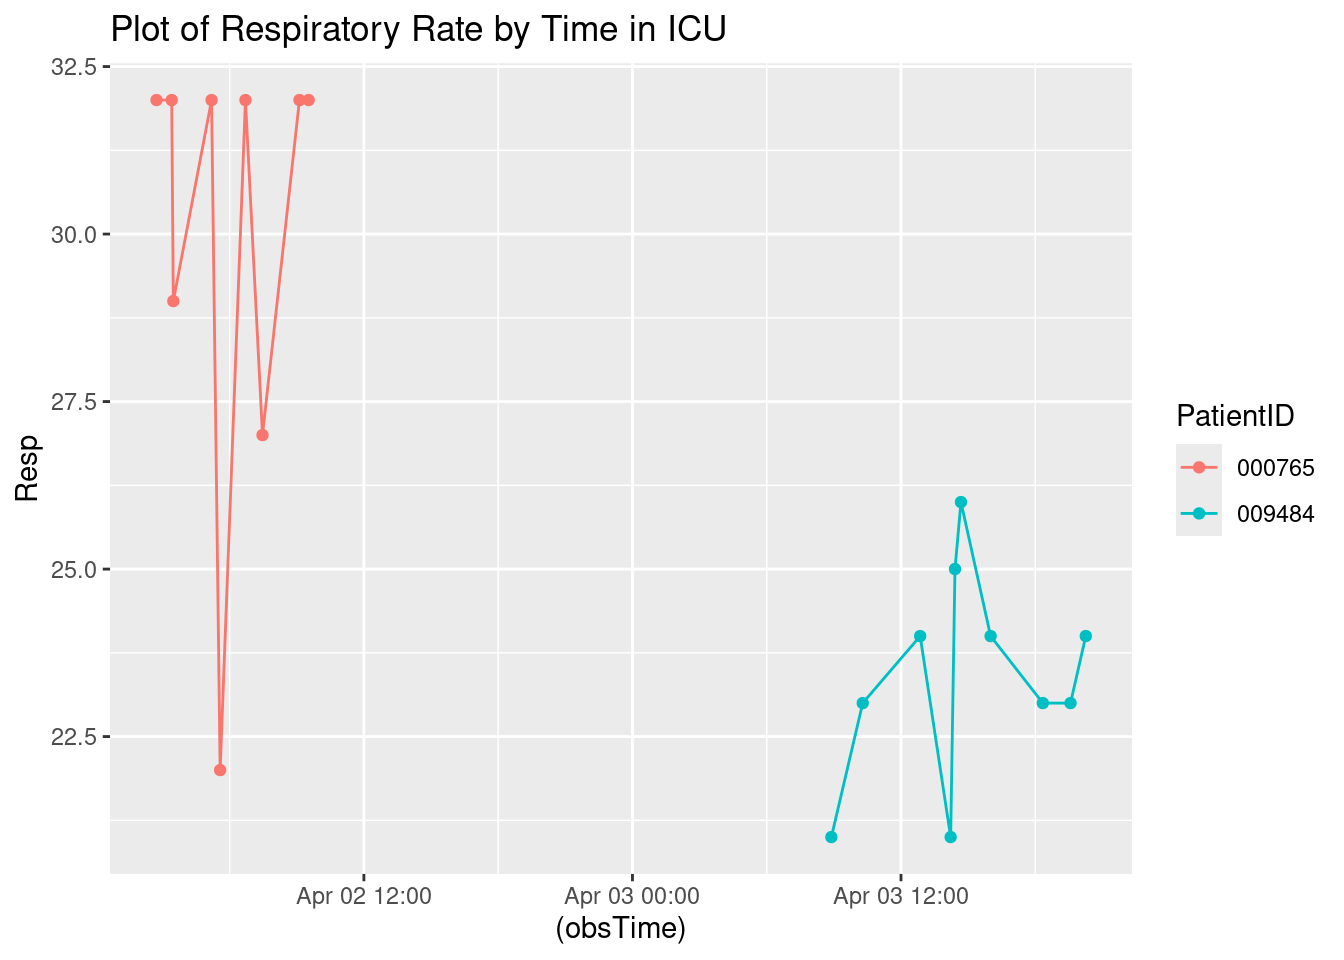 Plot of Respiratory Rate by Time in ICU
32.5
30.0
27.5
25.0
22.5
Resp
Apr 02 12:00
Apr 03 00:00
Apr 03 12:00
(obsTime)
PatientID
000765
009484